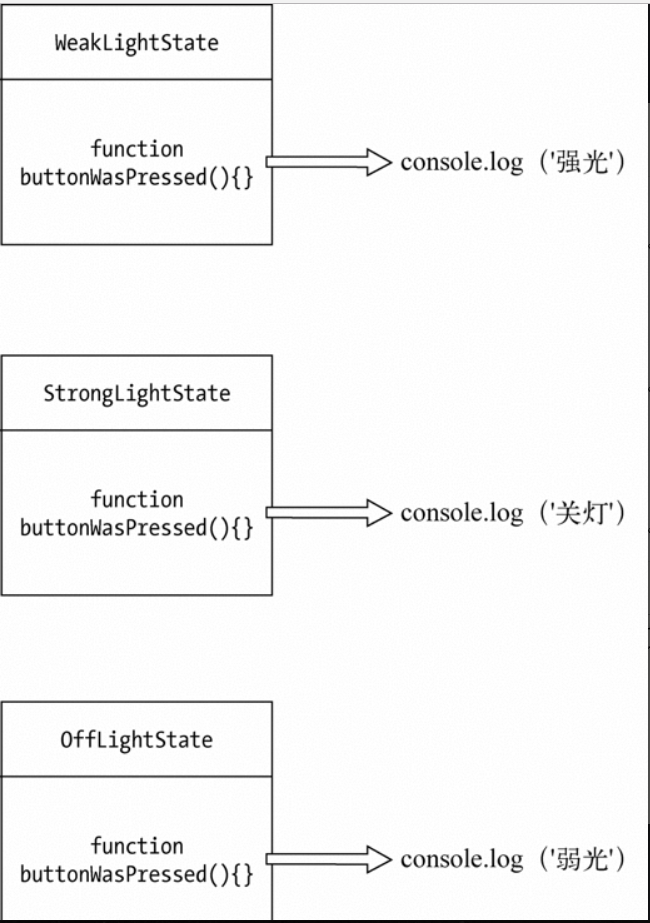 WeakLightState
function
buttonWasPressed(){}
console.log（'强光'）
StrongLightState
function
buttonWasPressed(){}
console.log（'关灯'）
OffLightState
function
buttonWasPressed(){}
console.log（'弱光'）